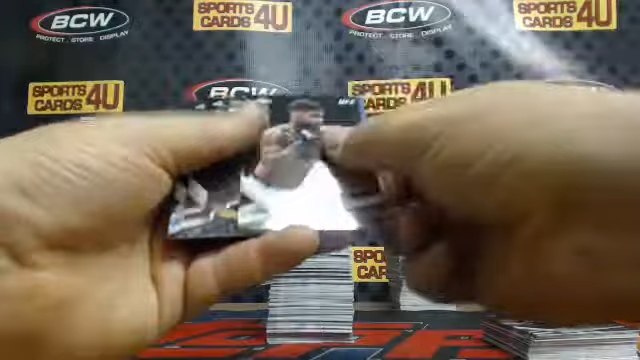 BCW
PROTECT. STORE. DISPLAY.
SPORTS
CARDS 4U
BCW
PROTECT. STORE. DISPLAY.
SPORTS
CARDS 4U
SPORTS
CARDS 4U
BCW
SPORTS
CARDS 4U
UFC
SPO
CAR